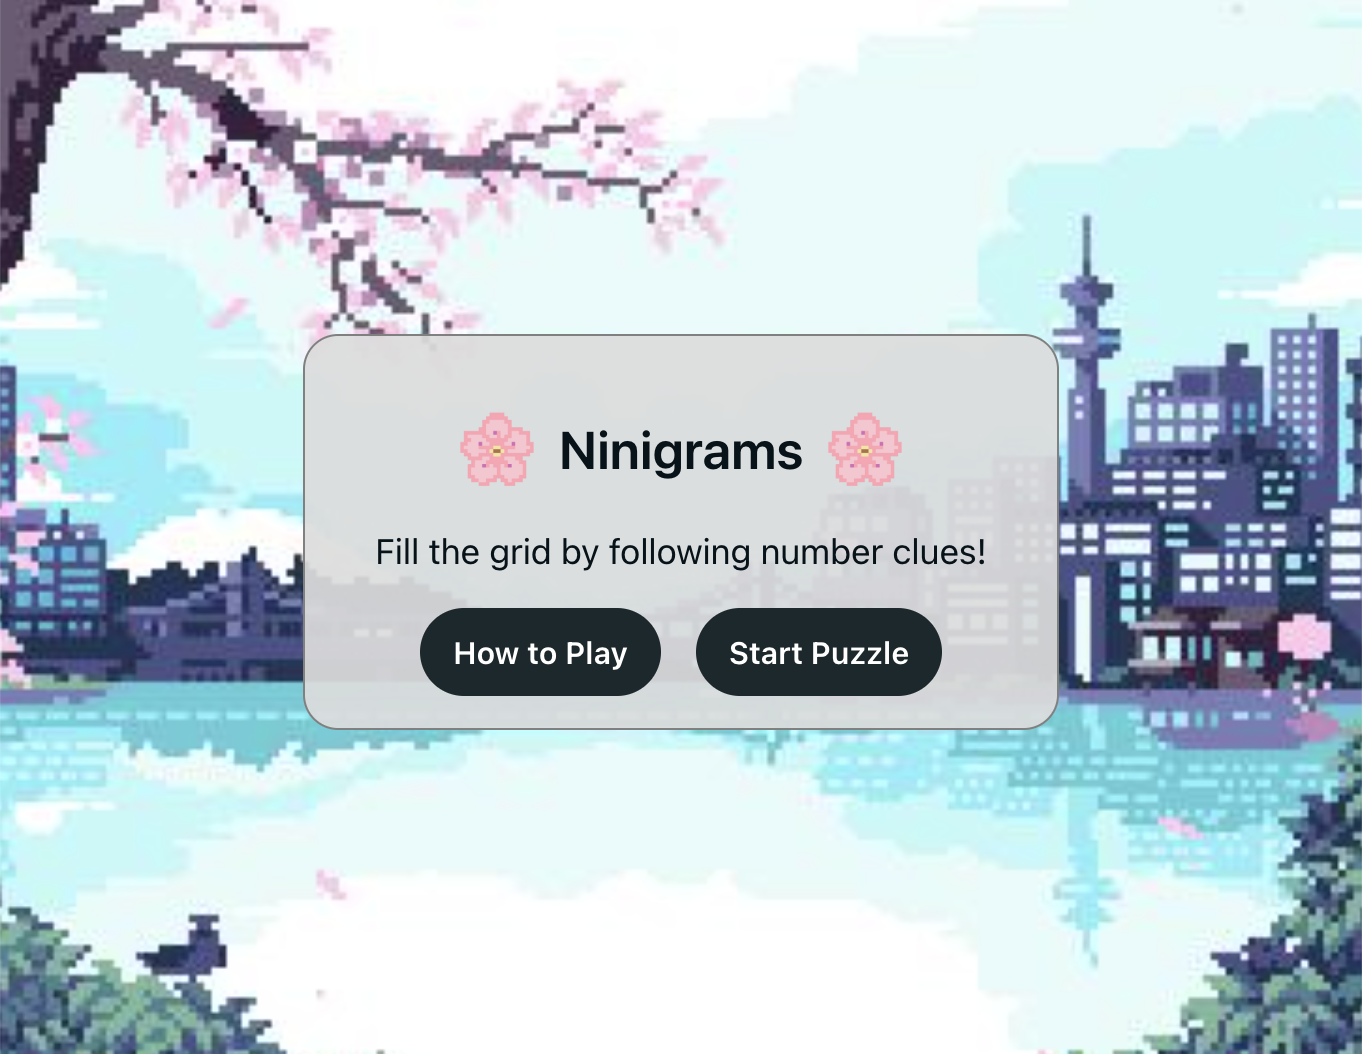 Ninigrams
Fill the grid by following number clues!
How to Play
Start Puzzle